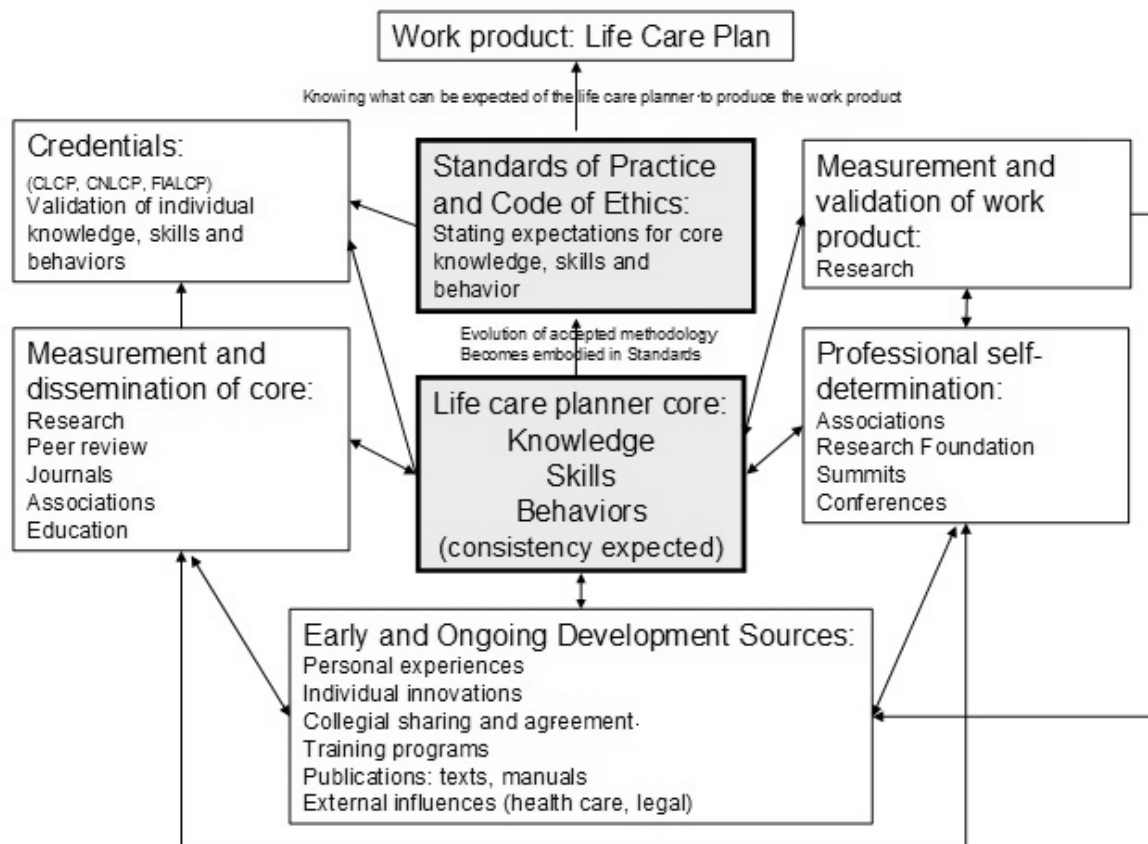 Work product: Life Care Plan
Knowing what can be expected of the life care planner to produce the work product
Credentials:
(CLCP, CNLCP, FIALCP)
Validation of individual
knowledge, skills and
behaviors
Standards of Practice
and Code of Ethics:
Stating expectations for core
knowledge, skills and
behavior
Measurement and
validation of work
product:
Research
Evolution of accepted methodology
Becomes embodied in Standards
Measurement and
dissemination of core:
Research
Peer review
Journals
Associations
Education
Life care planner core:
Knowledge
Skills
Behaviors
(consistency expected)
Professional self-
determination:
Associations
Research Foundation
Summits
Conferences
Early and Ongoing Development Sources:
Personal experiences
Individual innovations
Collegial sharing and agreement
Training programs
Publications: texts, manuals
External influences (health care, legal)